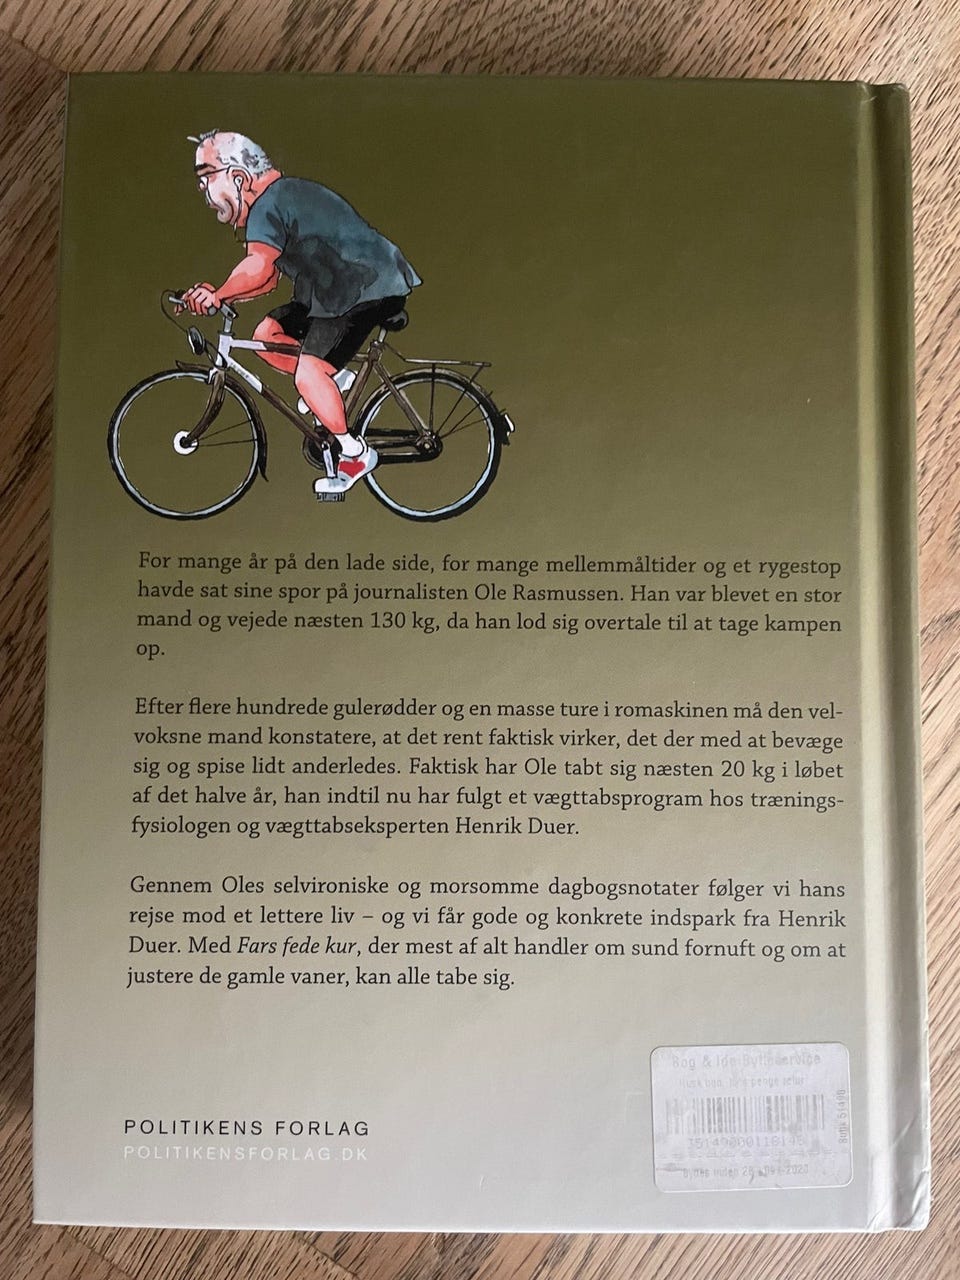 For mange år på den lade side, for mange mellemmåltider og et rygestop
havde sat sine spor på journalisten Ole Rasmussen. Han var blevet en stor
mand og vejede næsten 130 kg, da han lod sig overtale til at tage kampen
op.
Efter flere hundrede gulerødder og en masse ture i romaskinen må den vel-
voksne mand konstatere, at det rent faktisk virker, det der med at bevæge
sig og spise lidt anderledes. Faktisk har Ole tabt sig næsten 20 kg i løbet
af det halve år, han indtil nu har fulgt et vægttabsprogram hos trænings-
fysiologen og vægttabseksperten Henrik Duer.
Gennem Oles selvironiske og morsomme dagbogsnotater følger vi hans
rejse mod et lettere liv – og vi får gode og konkrete indspark fra Henrik
Duer. Med Fars fede kur, der mest af alt handler om sund fornuft og om at
justere de gamle vaner, kan alle tabe sig.
POLITIKENS FORLAG
POLITIKENSFORLAG.DK
Bog & Ide Bytteservice
Butik 51490